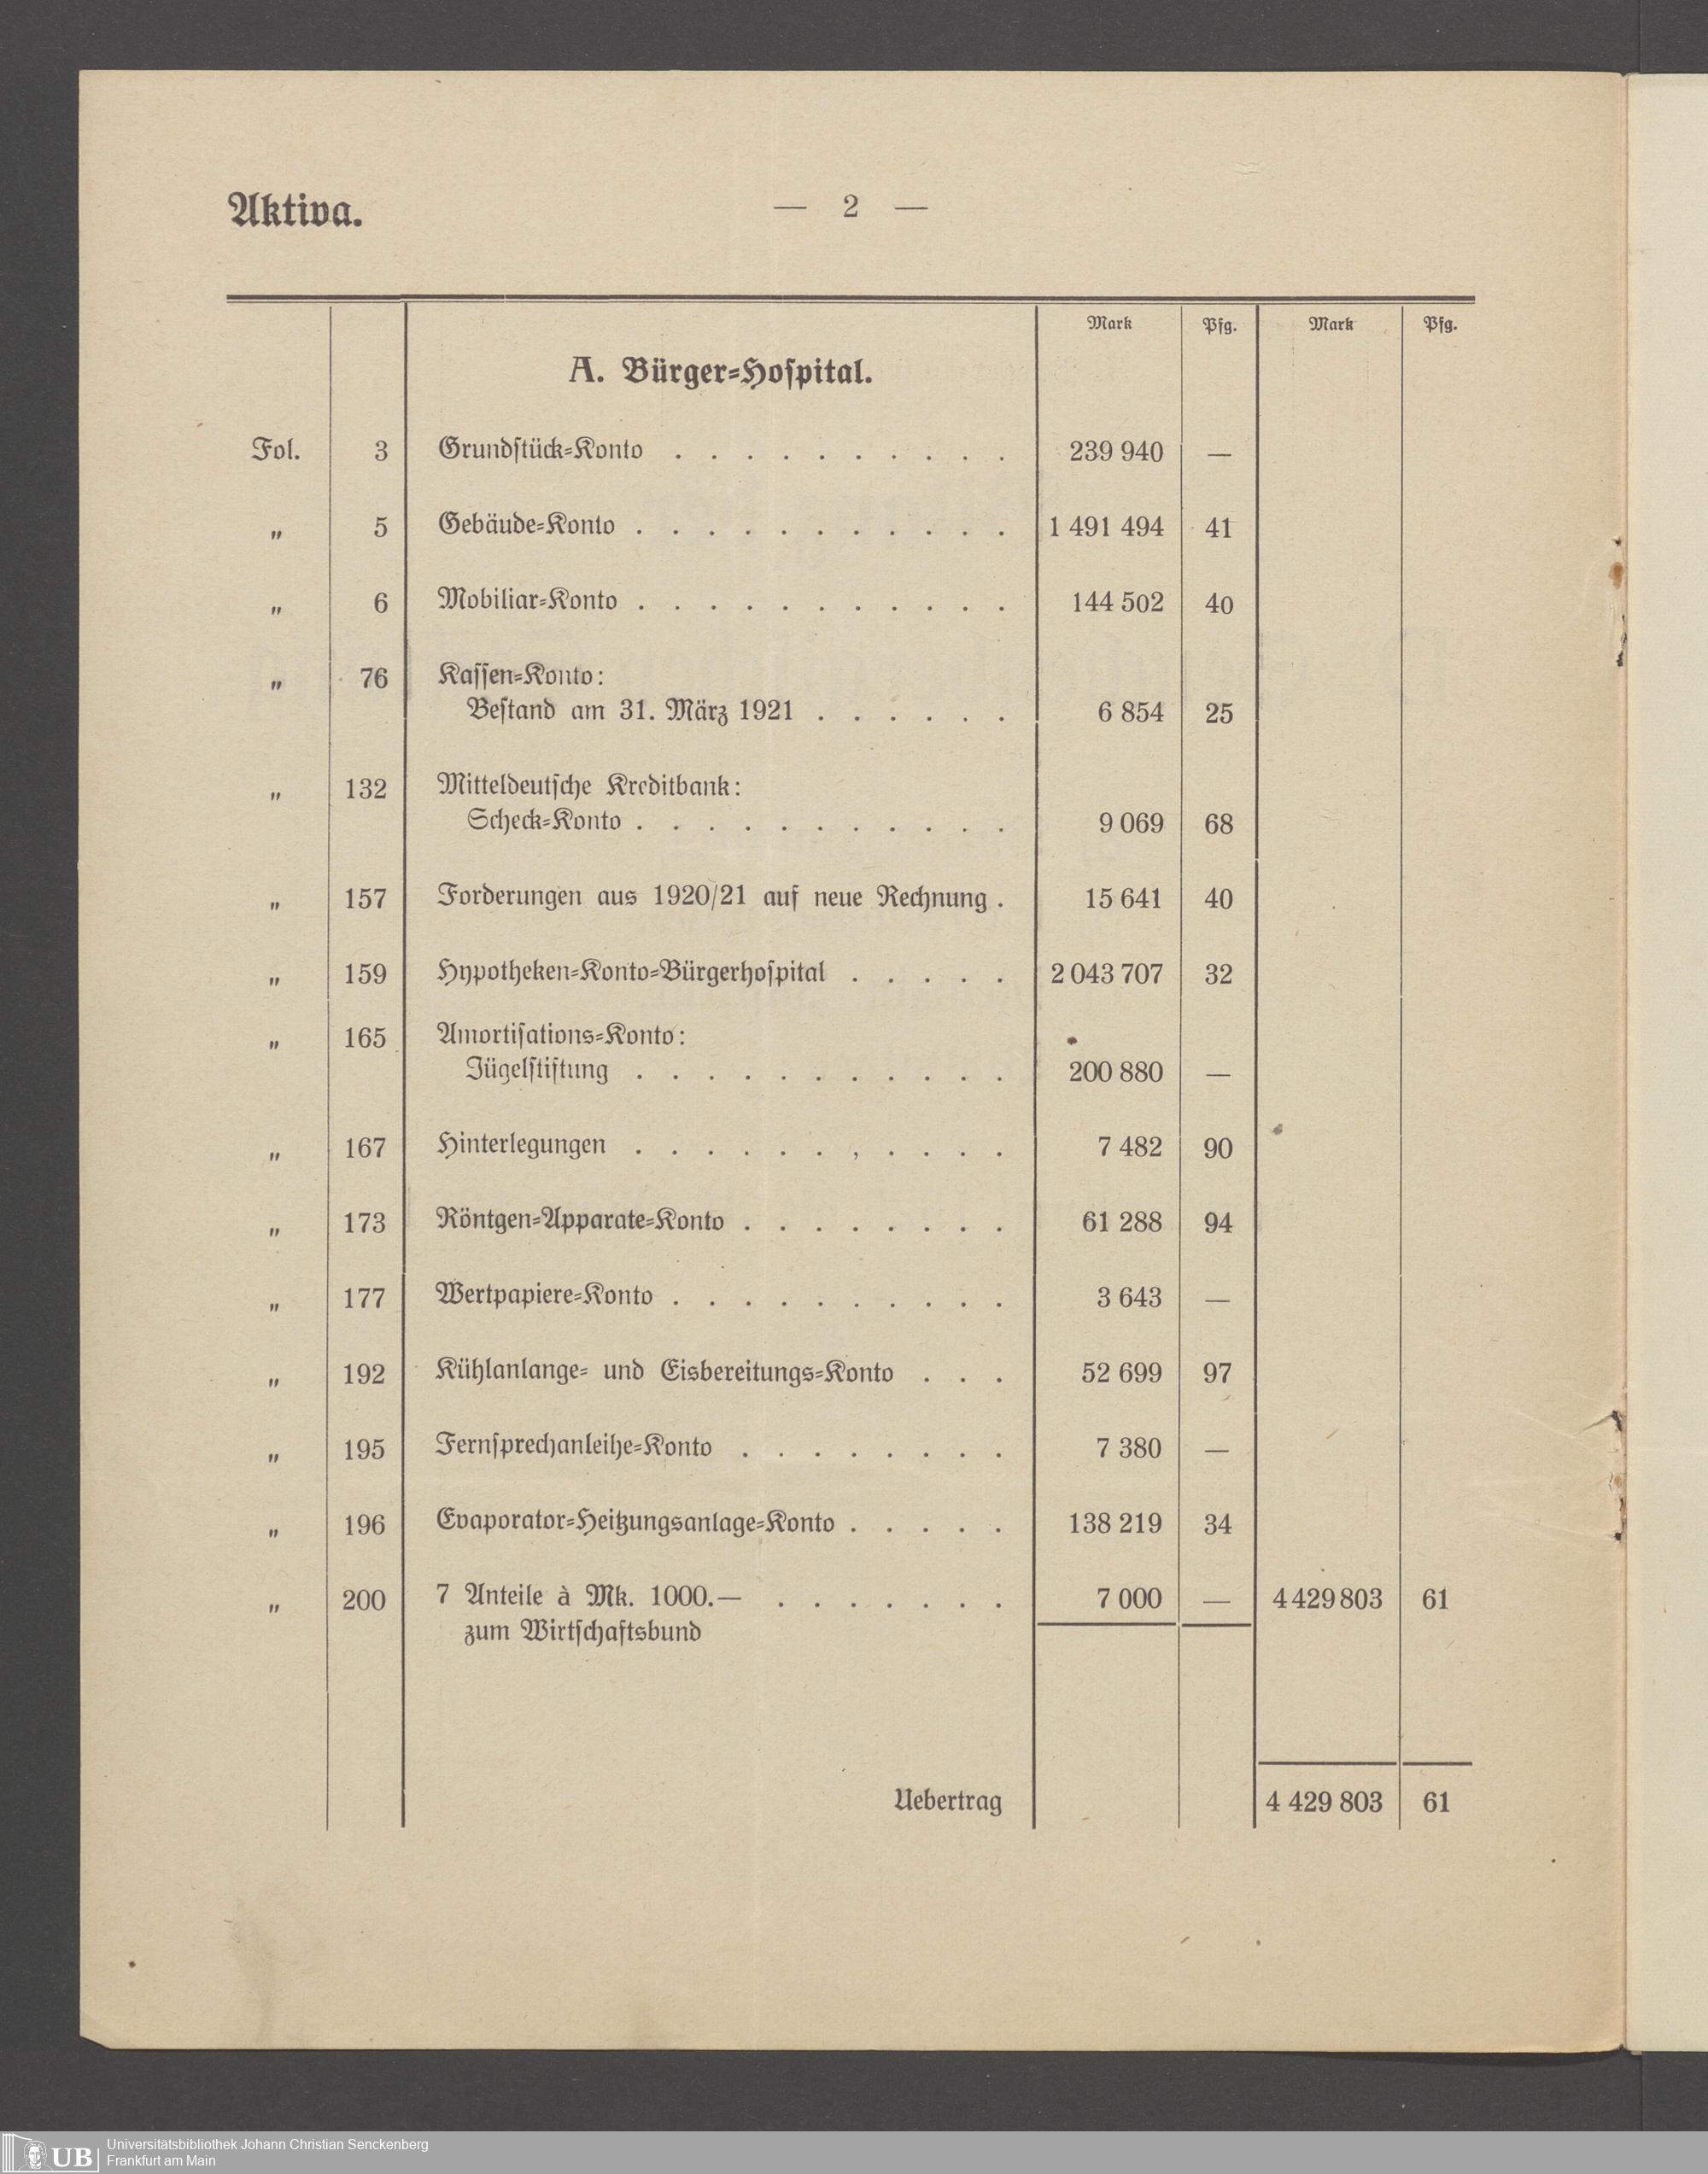 Aktiva.
— 2 —
Mark Pfg. Mark Pfg.
A. Bürger-Hospital.
Fol. 3 Grundstück-Konto . . . . . . . . . . 239 940 —
„ 5 Gebäude-Konto . . . . . . . . . . . 1 491 494 41
„ 6 Mobiliar-Konto . . . . . . . . . . . 144 502 40
„ 76 Kassen-Konto:
Bestand am 31. März 1921 . . . . . . 6 854 25
„ 132 Mitteldeutsche Kreditbank:
Scheck-Konto . . . . . . . . . . . 9 069 68
„ 157 Forderungen aus 1920/21 auf neue Rechnung . 15 641 40
„ 159 Hypotheken-Konto-Bürgerhospital . . . . . 2 043 707 32
„ 165 Amortisations-Konto:
Jügelstiftung . . . . . . . . . . . 200 880 —
„ 167 Hinterlegungen . . . . . . , . . . . 7 482 90
„ 173 Röntgen-Apparate-Konto . . . . . . . . 61 288 94
„ 177 Wertpapiere-Konto . . . . . . . . . . 3 643 —
„ 192 Kühlanlange- und Eisbereitungs-Konto . . . 52 699 97
„ 195 Fernsprechanleihe-Konto . . . . . . . . 7 380 —
„ 196 Evaporator-Heitzungsanlage-Konto . . . . . 138 219 34
„ 200 7 Anteile à Mk. 1000.— . . . . . . . 7 000 — 4 429 803 61
zum Wirtschaftsbund
Uebertrag 4 429 803 61
UB
Universitätsbibliothek Johann Christian Senckenberg
Frankfurt am Main